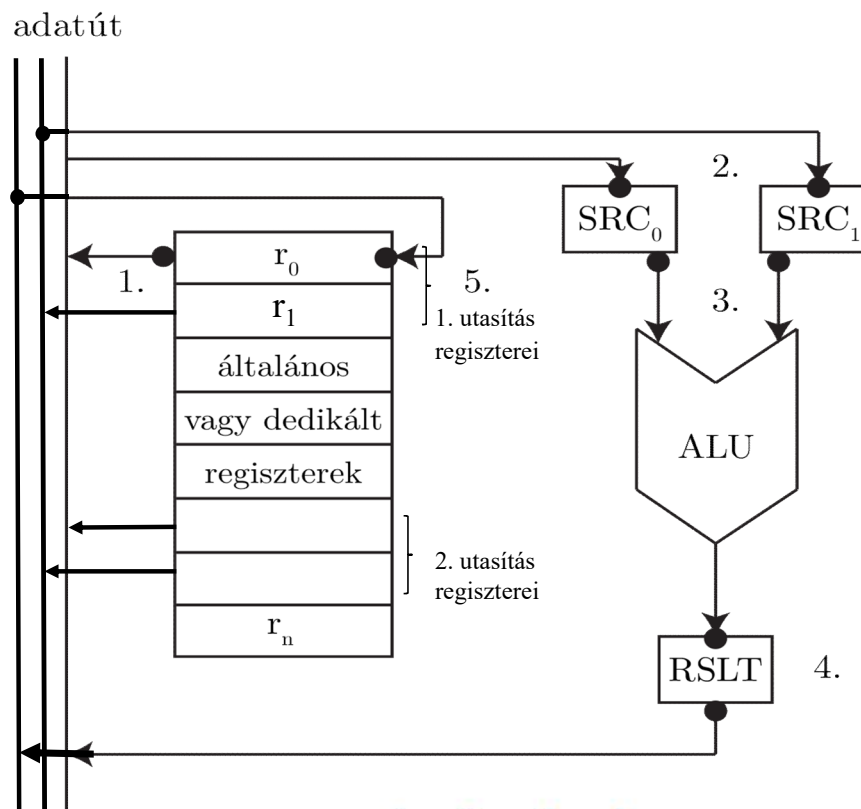 adatút
2.
SRC₀
SRC₁
r₀
1.
5.
3.
r₁
1. utasítás
regiszterei
általános
vagy dedikált
regiszterek
ALU
2. utasítás
regiszterei
rₙ
RSLT
4.